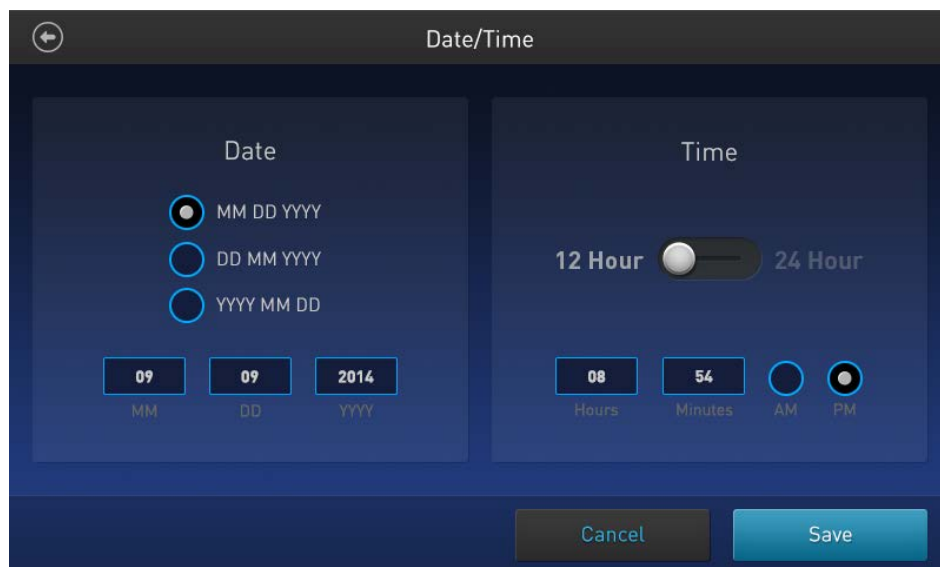 Date/Time
Date
MM DD YYYY
DD MM YYYY
YYYY MM DD
09 09 2014
MM DD YYYY
Time
12 Hour 24 Hour
08 54
Hours Minutes AM PM
Cancel Save